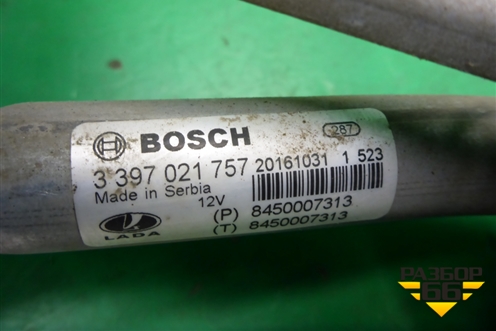 BOSCH 287
3 397 021 757 20161031 1 523
Made in Serbia
12V (P) 8450007313
LADA (T) 8450007313
РАЗБОР
66